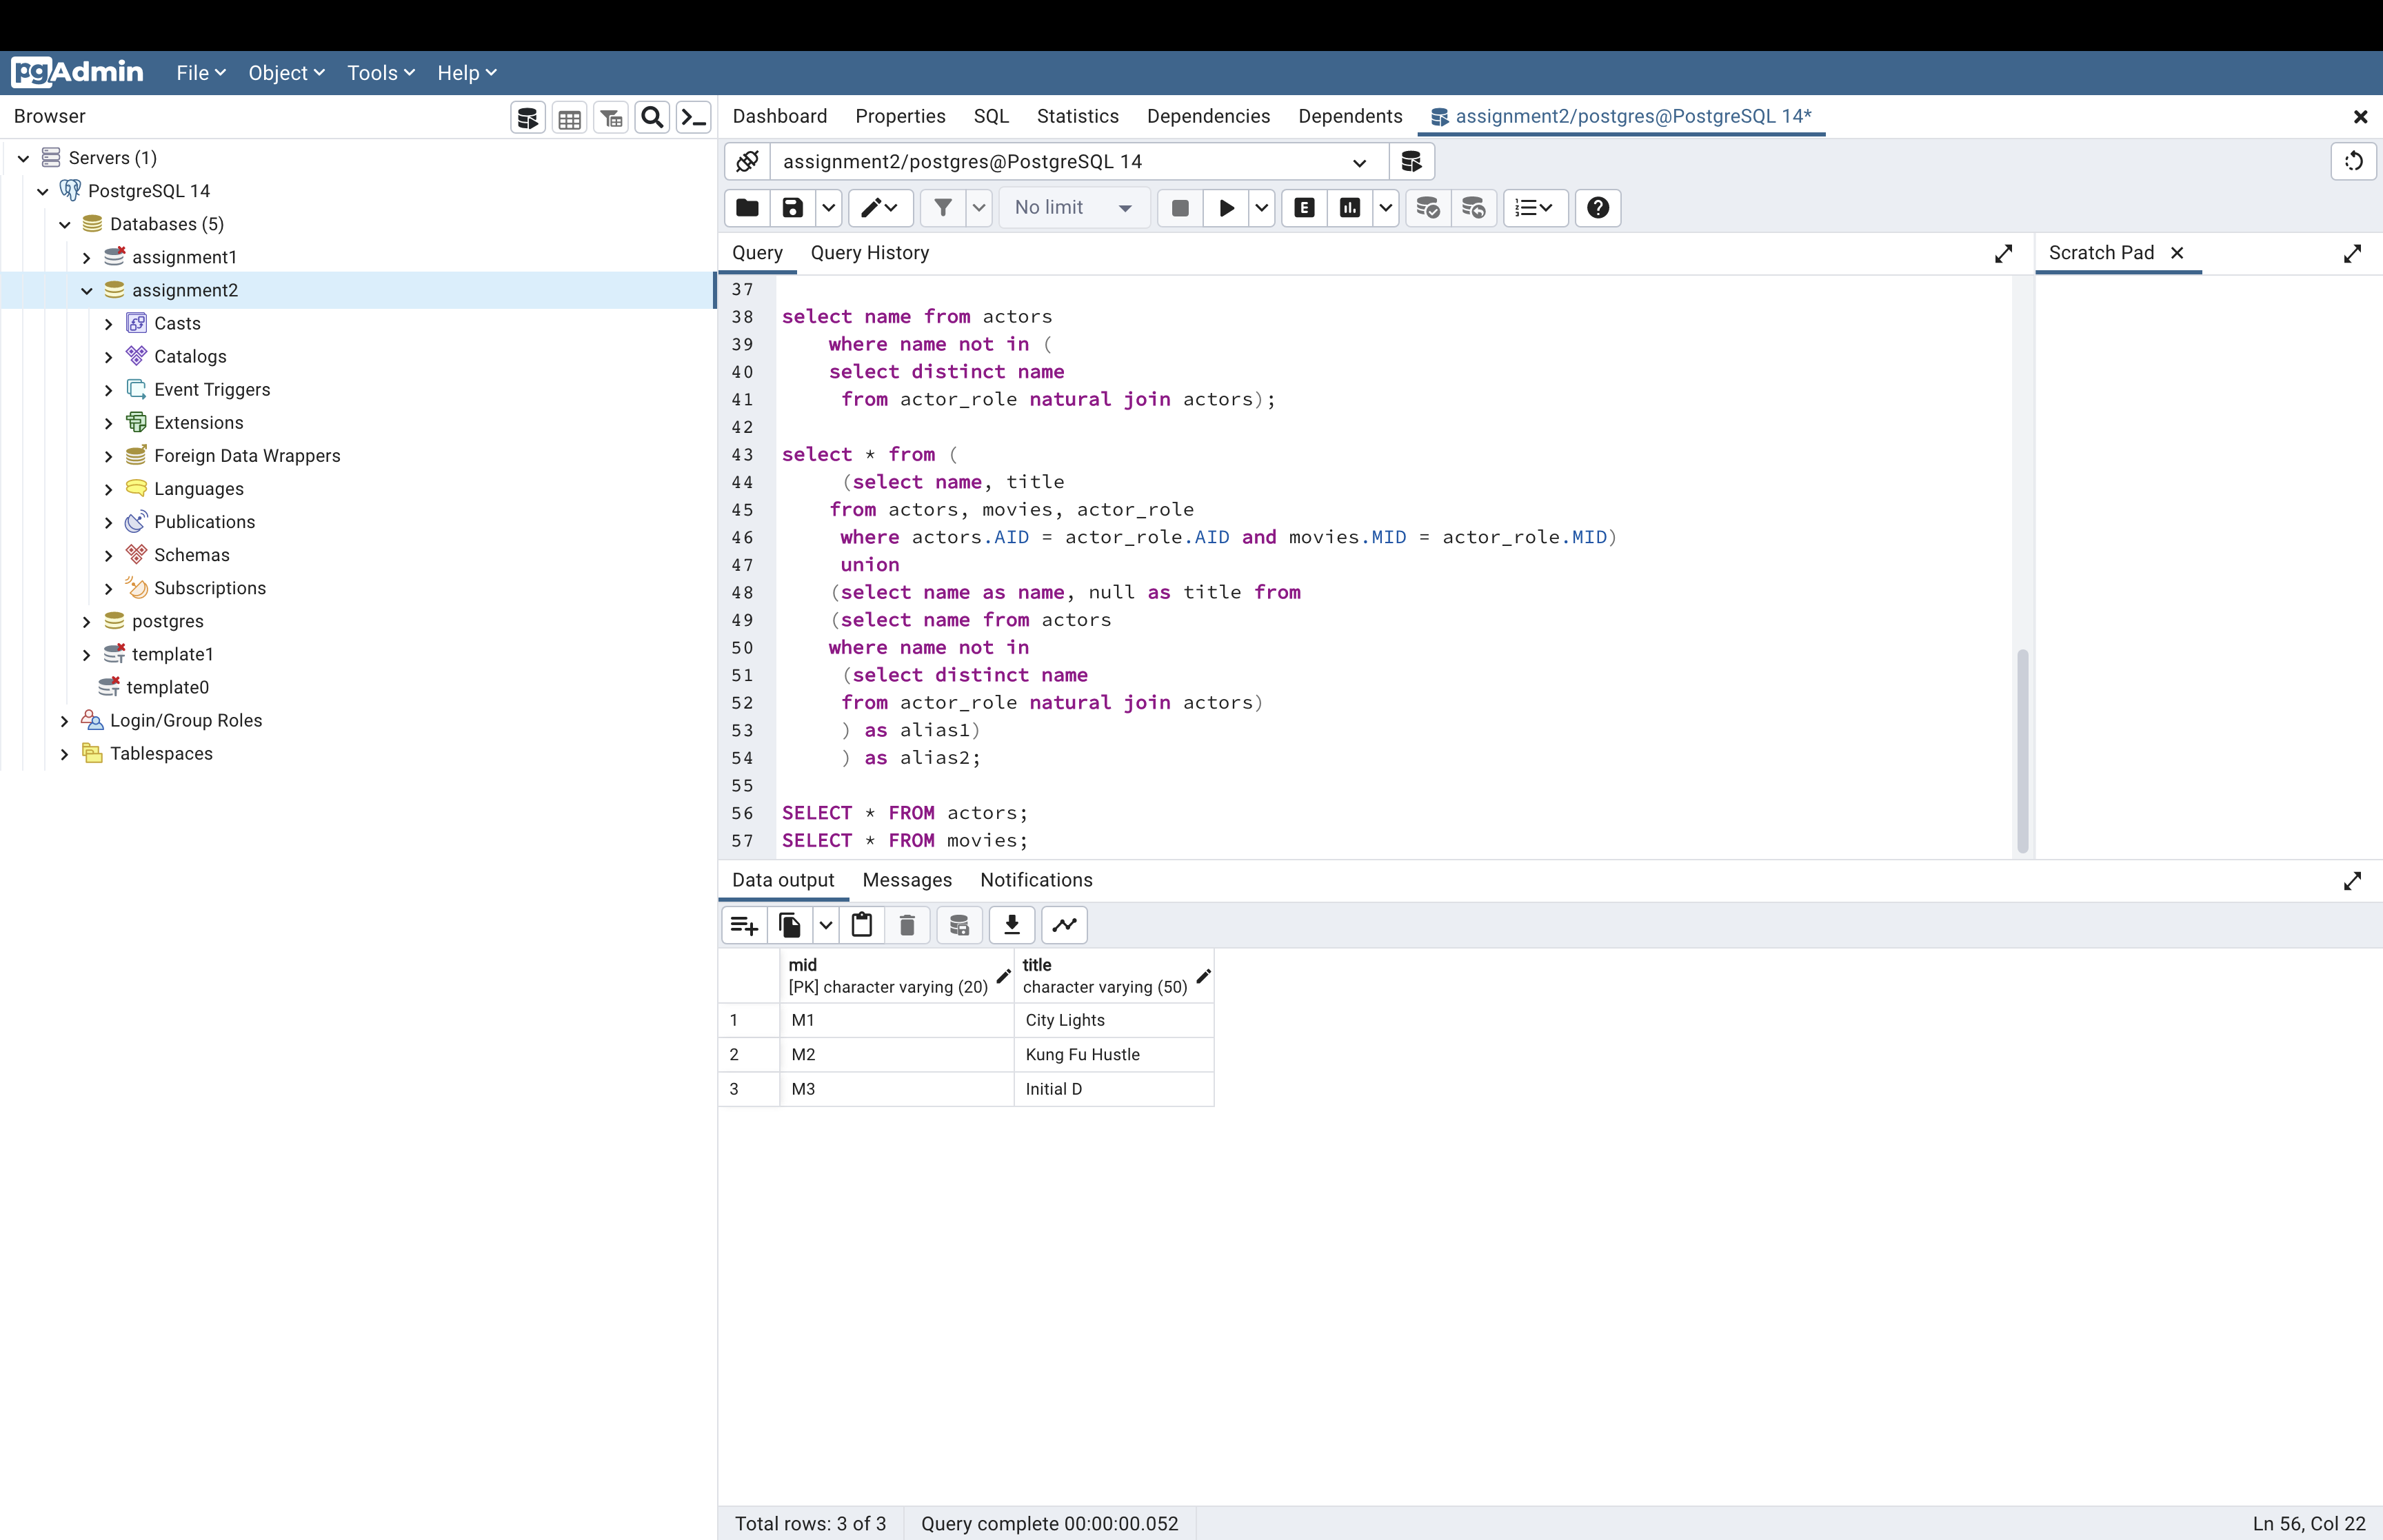 pgAdmin File Object Tools Help
Browser
Servers (1)
PostgreSQL 14
Databases (5)
assignment1
assignment2
Casts
Catalogs
Event Triggers
Extensions
Foreign Data Wrappers
Languages
Publications
Schemas
Subscriptions
postgres
template1
template0
Login/Group Roles
Tablespaces
Dashboard Properties SQL Statistics Dependencies Dependents assignment2/postgres@PostgreSQL 14*
assignment2/postgres@PostgreSQL 14
No limit E
Query Query History
Scratch Pad
37
38 select name from actors
39 where name not in (
40 select distinct name
41 from actor_role natural join actors);
42
43 select * from (
44 (select name, title
45 from actors, movies, actor_role
46 where actors.AID = actor_role.AID and movies.MID = actor_role.MID)
47 union
48 (select name as name, null as title from
49 (select name from actors
50 where name not in
51 (select distinct name
52 from actor_role natural join actors)
53 ) as alias1)
54 ) as alias2;
55
56 SELECT * FROM actors;
57 SELECT * FROM movies;
Data output Messages Notifications
mid title
[PK] character varying (20) character varying (50)
1 M1 City Lights
2 M2 Kung Fu Hustle
3 M3 Initial D
Total rows: 3 of 3 Query complete 00:00:00.052 Ln 56, Col 22